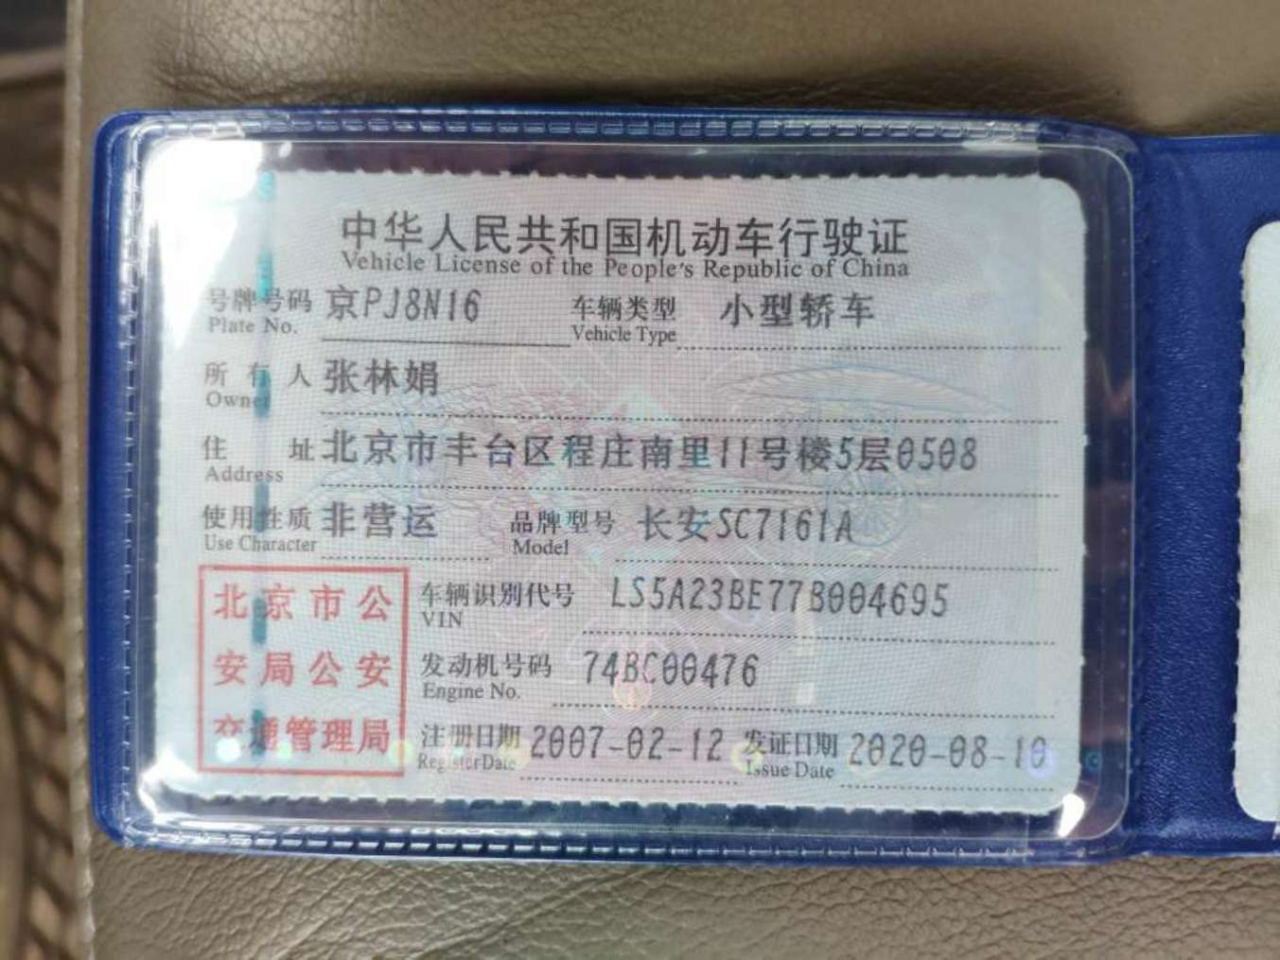 中华人民共和国机动车行驶证
Vehicle License of the People's Republic of China
号牌号码 京PJ8N16 车辆类型 小型轿车
Plate No. Vehicle Type
所有人 张林娟
Owner
住址 北京市丰台区程庄南里11号楼5层0508
Address
使用性质 非营运 品牌型号 长安SC7161A
Use Character Model
北京市公
安局公安
交通管理局
车辆识别代号 LS5A23BE77B004695
VIN
发动机号码 74BC00476
Engine No.
注册日期 2007-02-12 发证日期 2020-08-10
Register Date Issue Date